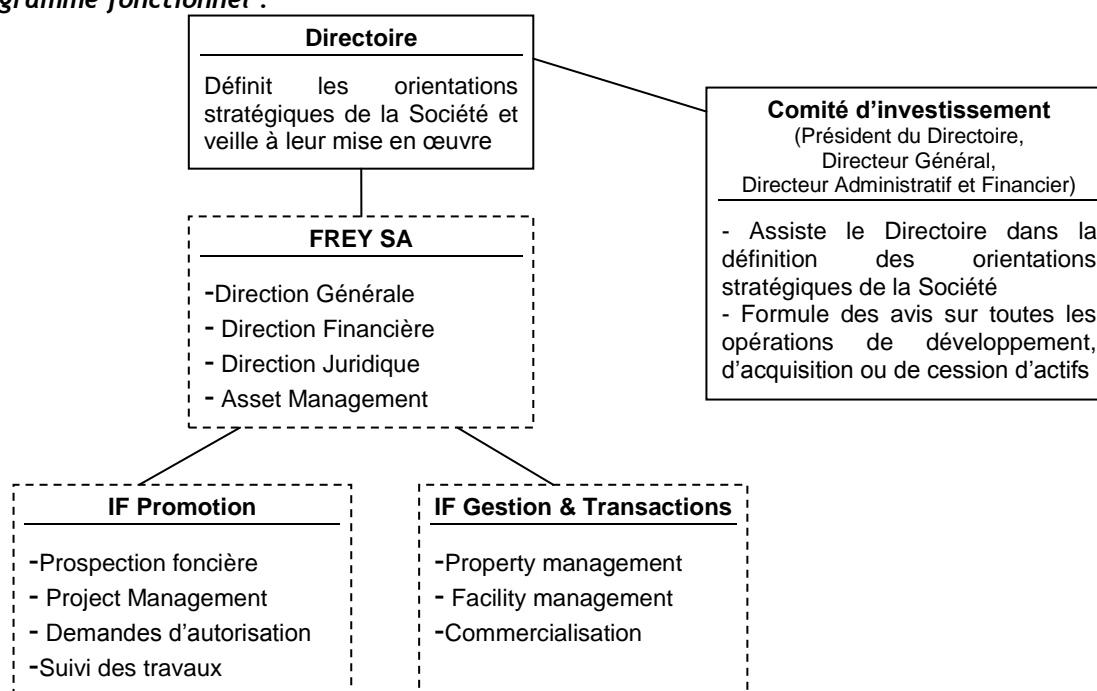 fonctionnel :
Directoire
Définit les orientations
stratégiques de la Société et
veille à leur mise en œuvre
Comité d'investissement
(Président du Directoire,
Directeur Général,
Directeur Administratif et Financier)
- Assiste le Directoire dans la
définition des orientations
stratégiques de la Société
- Formule des avis sur toutes les
opérations de développement,
d'acquisition ou de cession d'actifs
FREY SA
-Direction Générale
- Direction Financière
- Direction Juridique
- Asset Management
IF Promotion
-Prospection foncière
- Project Management
- Demandes d'autorisation
-Suivi des travaux
IF Gestion & Transactions
-Property management
- Facility management
-Commercialisation